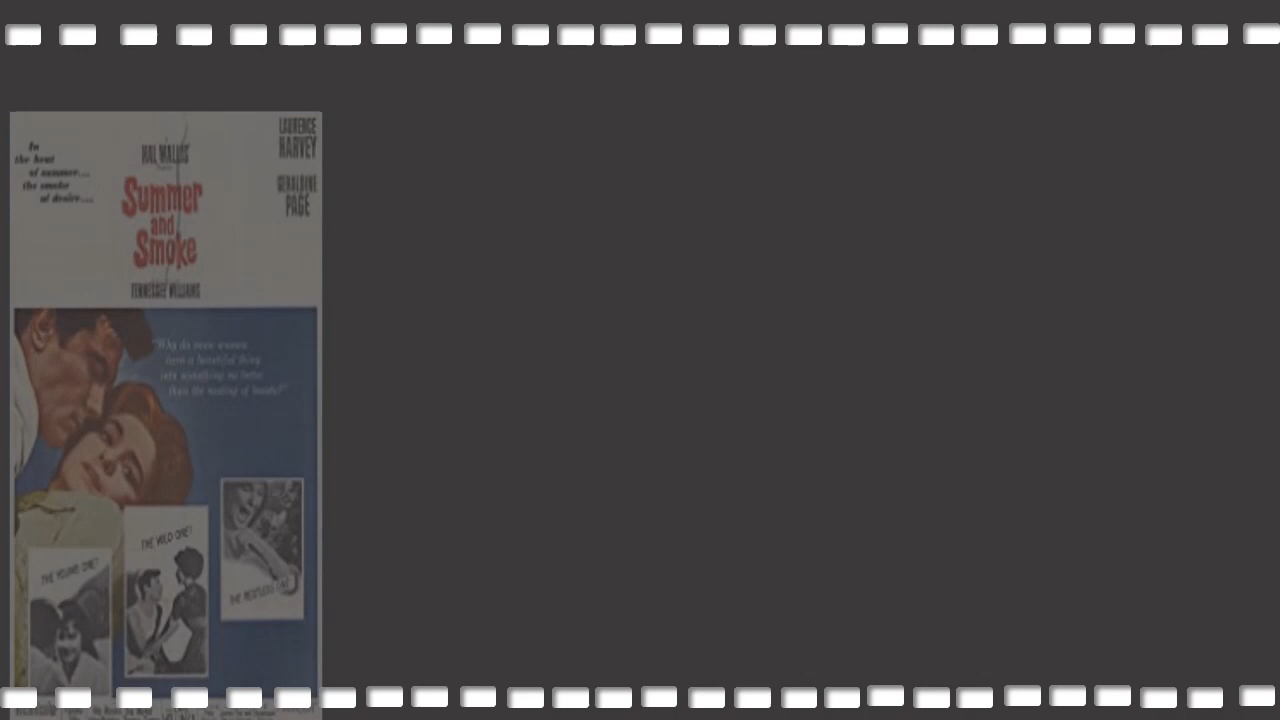 In
the heat
of summer...
the smoke
of desire....
HAL WALLIS'
Summer
and
Smoke
TENNESSEE WILLIAMS
LAURENCE
HARVEY
GERALDINE
PAGE
"Why do some women
turn a beautiful thing
into something no better
than the mating of beasts?"
THE YOUNG ONE!
THE WILD ONE!
THE RESTLESS